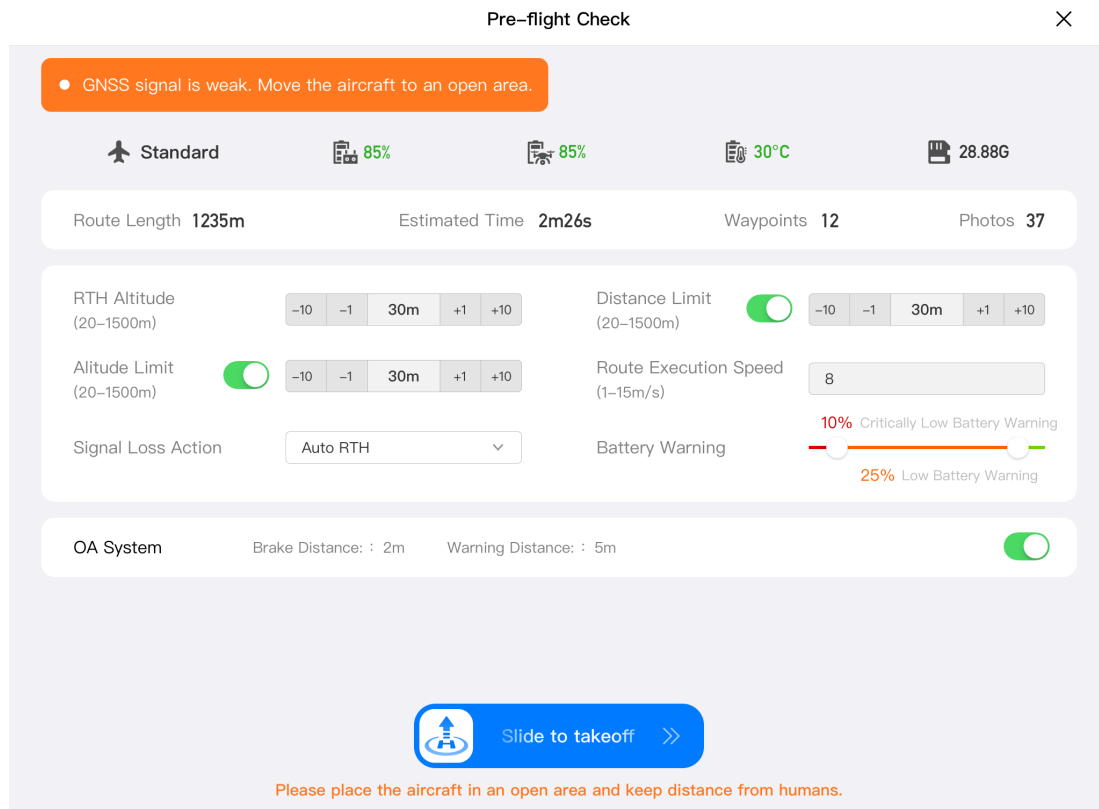 Pre-flight Check
GNSS signal is weak. Move the aircraft to an open area.
Standard 85% 85% 30°C 28.88G
Route Length 1235m Estimated Time 2m26s Waypoints 12 Photos 37
RTH Altitude
(20-1500m)
-10 -1 30m +1 +10
Distance Limit
(20-1500m)
-10 -1 30m +1 +10
Alitude Limit
(20-1500m)
-10 -1 30m +1 +10
Route Execution Speed
(1-15m/s)
8
Signal Loss Action Auto RTH
Battery Warning
10% Critically Low Battery Warning
25% Low Battery Warning
OA System Brake Distance: : 2m Warning Distance: : 5m
Slide to takeoff
Please place the aircraft in an open area and keep distance from humans.